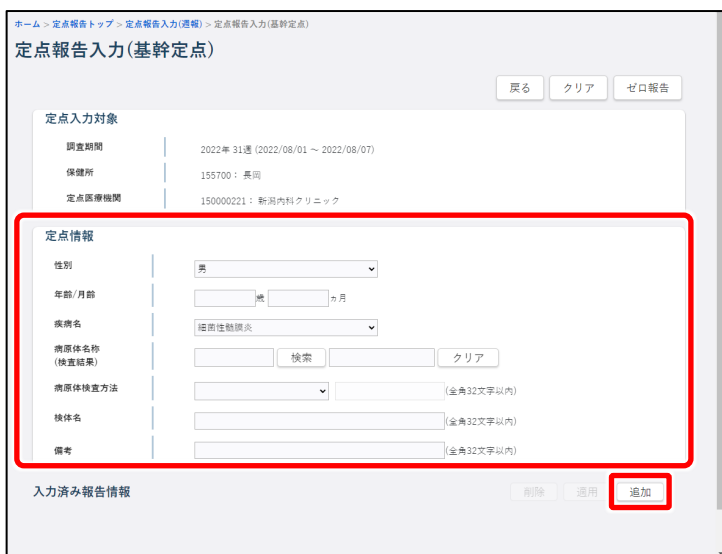 ホーム > 定点報告トップ > 定点報告入力(週報) > 定点報告入力(基幹定点)
定点報告入力(基幹定点)
戻る クリア ゼロ報告
定点入力対象
調査期間 2022年 31週 (2022/08/01 ～ 2022/08/07)
保健所 155700： 長岡
定点医療機関 150000221： 新潟内科クリニック
定点情報
性別 男
年齢/月齢 歳 ヵ月
疾病名 細菌性髄膜炎
病原体名称
(検査結果) 検索 クリア
病原体検査方法 (全角32文字以内)
検体名 (全角32文字以内)
備考 (全角32文字以内)
入力済み報告情報 削除 適用 追加